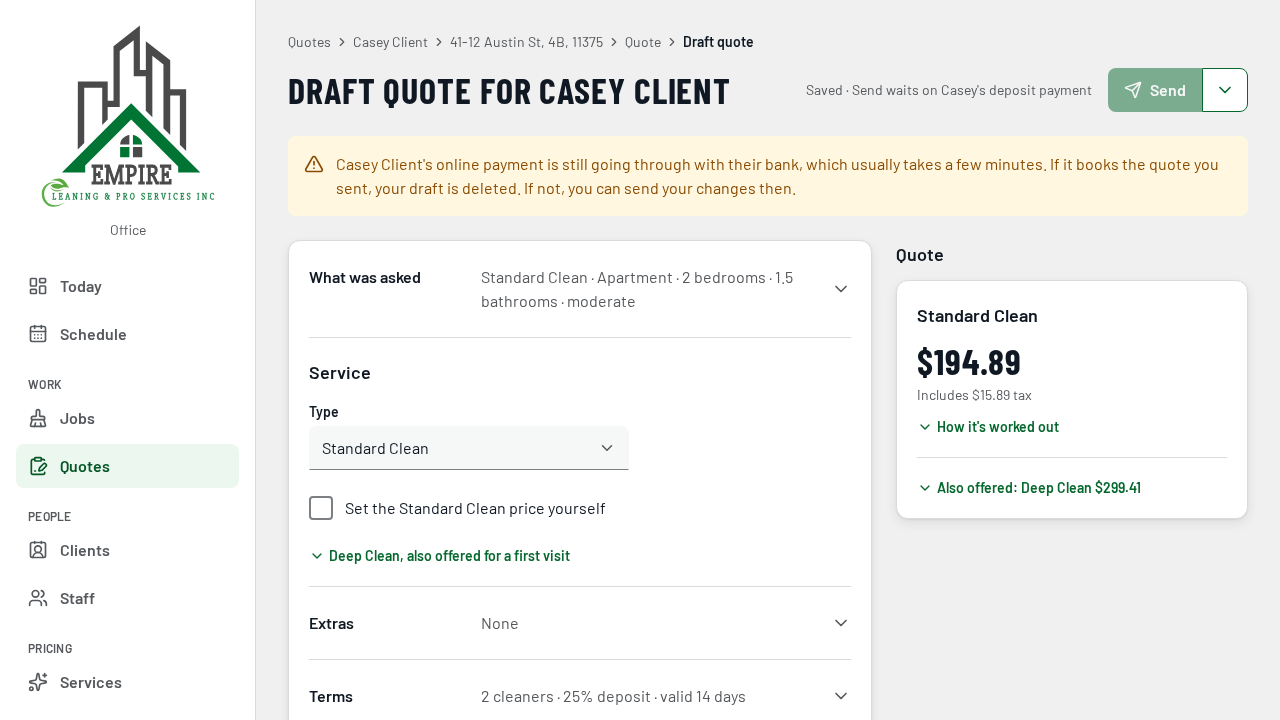 EMPIRE
LEANING & PRO SERVICES INC
Office
Today
Schedule
WORK
Jobs
Quotes
PEOPLE
Clients
Staff
PRICING
Services
Quotes > Casey Client > 41-12 Austin St, 4B, 11375 > Quote > Draft quote
DRAFT QUOTE FOR CASEY CLIENT
Saved · Send waits on Casey's deposit payment
Send
Casey Client's online payment is still going through with their bank, which usually takes a few minutes. If it books the quote you
sent, your draft is deleted. If not, you can send your changes then.
What was asked
Standard Clean · Apartment · 2 bedrooms · 1.5
bathrooms · moderate
Service
Type
Standard Clean
Set the Standard Clean price yourself
Deep Clean, also offered for a first visit
Extras
None
Terms
2 cleaners · 25% deposit · valid 14 days
Quote
Standard Clean
$194.89
Includes $15.89 tax
How it's worked out
Also offered: Deep Clean $299.41